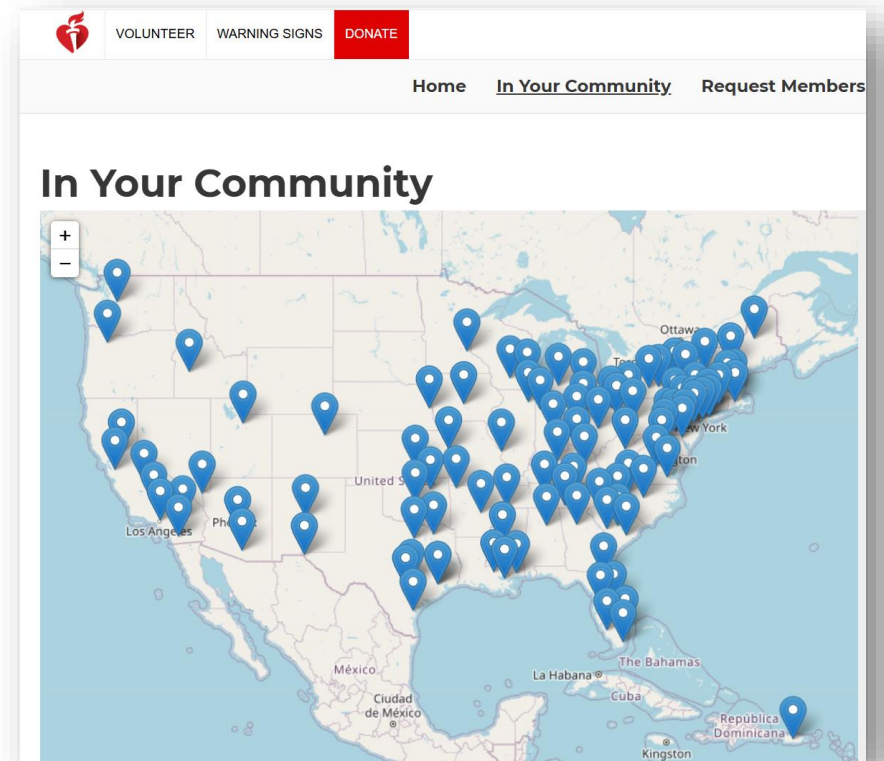 VOLUNTEER WARNING SIGNS DONATE
Home In Your Community Request Members
In Your Community
+
−
Ottawa
New York
United S
Los Angeles
México
Ciudad
de México
La Habana
The Bahamas
Cuba
República
Dominicana
Kingston